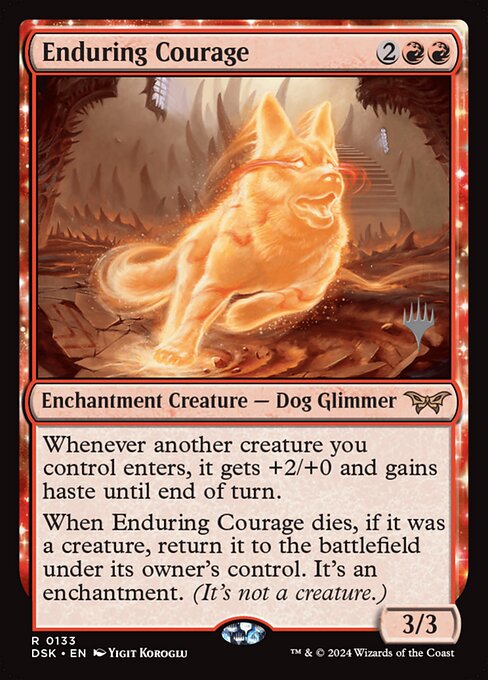 Enduring Courage 2
Enchantment Creature — Dog Glimmer
Whenever another creature you
control enters, it gets +2/+0 and gains
haste until end of turn.
When Enduring Courage dies, if it was
a creature, return it to the battlefield
under its owner's control. It's an
enchantment. (It's not a creature.)
3/3
R 0133
DSK • EN Yigit Koroglu
™ & © 2024 Wizards of the Coast